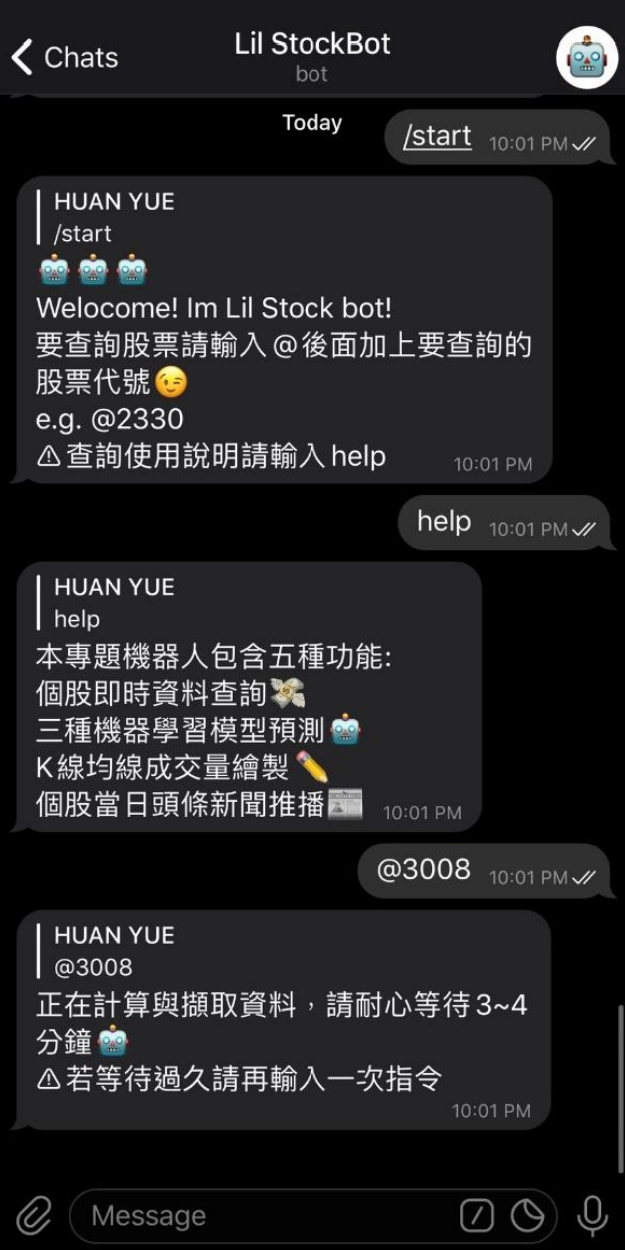 Chats
Lil StockBot
bot
Today
/start 10:01 PM
HUAN YUE
/start
🤖🤖🤖
Welocome! Im Lil Stock bot!
要查詢股票請輸入@後面加上要查詢的
股票代號😉
e.g. @2330
⚠查詢使用說明請輸入help 10:01 PM
help 10:01 PM
HUAN YUE
help
本專題機器人包含五種功能:
個股即時資料查詢💸
三種機器學習模型預測🤖
K線均線成交量繪製✏️
個股當日頭條新聞推播📰 10:01 PM
@3008 10:01 PM
HUAN YUE
@3008
正在計算與擷取資料，請耐心等待3~4
分鐘🤖
⚠若等待過久請再輸入一次指令
10:01 PM
Message